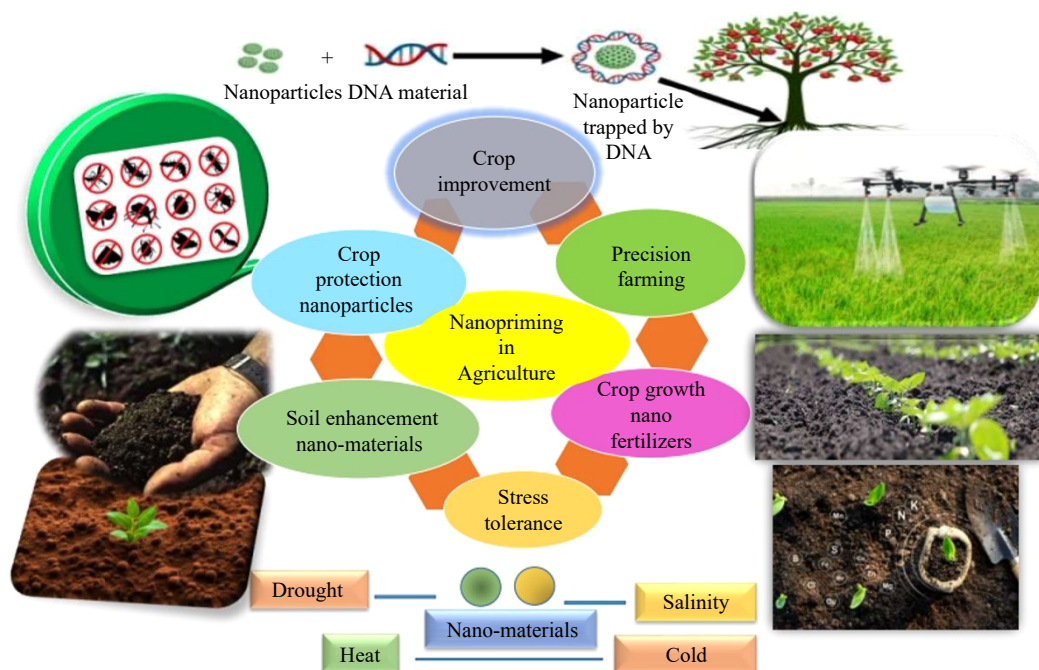 +
Nanoparticles DNA material
Nanoparticle
trapped by
DNA
Crop
improvement
Crop
protection
nanoparticles
Precision
farming
Nanopriming
in
Agriculture
Soil enhancement
nano-materials
Crop growth
nano
fertilizers
Stress
tolerance
K
N
P
S
B
Drought
Salinity
Nano-materials
Heat
Cold